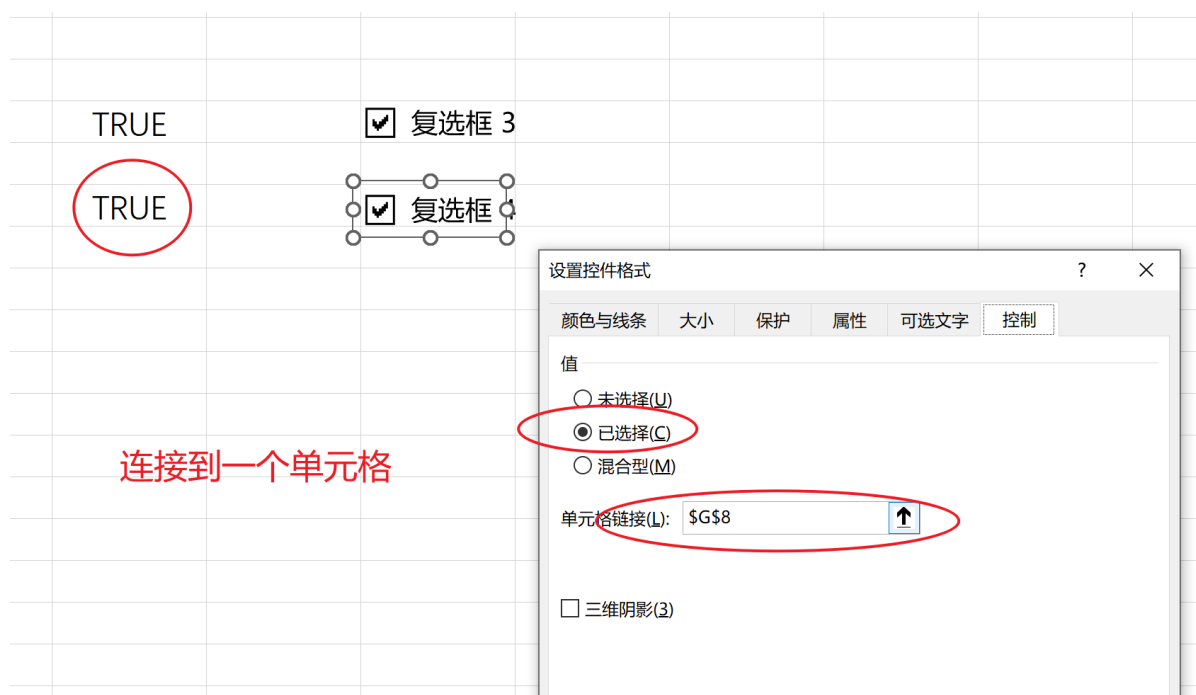 TRUE
复选框 3
TRUE
复选框 4
设置控件格式
?
颜色与线条 大小 保护 属性 可选文字 控制
值
未选择(U)
已选择(C)
混合型(M)
连接到一个单元格
单元格链接(L): $G$8
三维阴影(3)